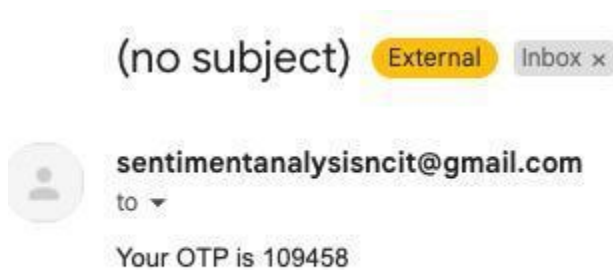 (no subject) External Inbox x
sentimentanalysisncit@gmail.com
to
Your OTP is 109458